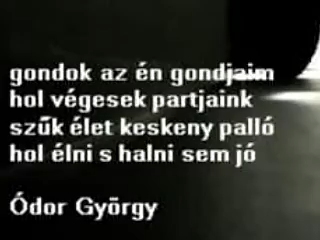 gondok az én gondjaim
hol végesek partjaink
szűk élet keskeny palló
hol élni s halni sem jó
Ódor György